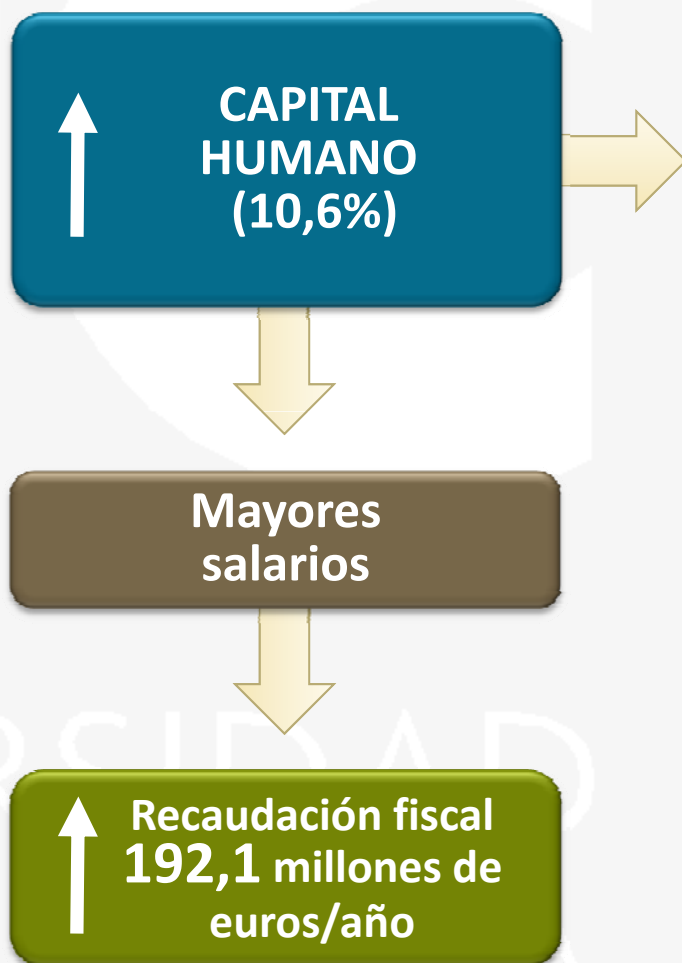 CAPITAL
HUMANO
(10,6%)
Mayores
salarios
Recaudación fiscal
192,1 millones de
euros/año